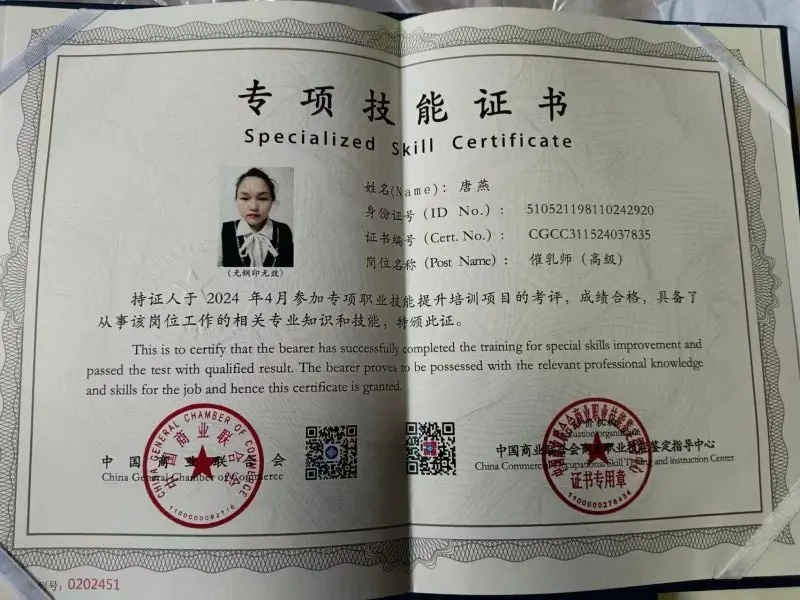 专项技能证书
Specialized Skill Certificate
姓名(Name)：唐燕
身份证号（ID No.）：510521198110242920
证书编号（Cert. No.）：CGCC311524037835
岗位名称（Post Name）：催乳师（高级）
（无钢印无效）
持证人于 2024 年4月参加专项职业技能提升培训项目的考评，成绩合格，具备了
从事该岗位工作的相关专业知识和技能，特颁此证。
This is to certify that the bearer has successfully completed the training for special skills improvement and
passed the test with qualified result. The bearer proves to be possessed with the relevant professional knowledge
and skills for the job and hence this certificate is granted.
CHINA GENERAL CHAMBER OF COMMERCE
中国商业联合会
1100000082716
中国商业联合会
China General Chamber of Commerce
中国商业联合会商业职业技能鉴定指导中心
China Commerce Occupational Skill and instruction Center
证书专用章
1100000276434
号：0202451